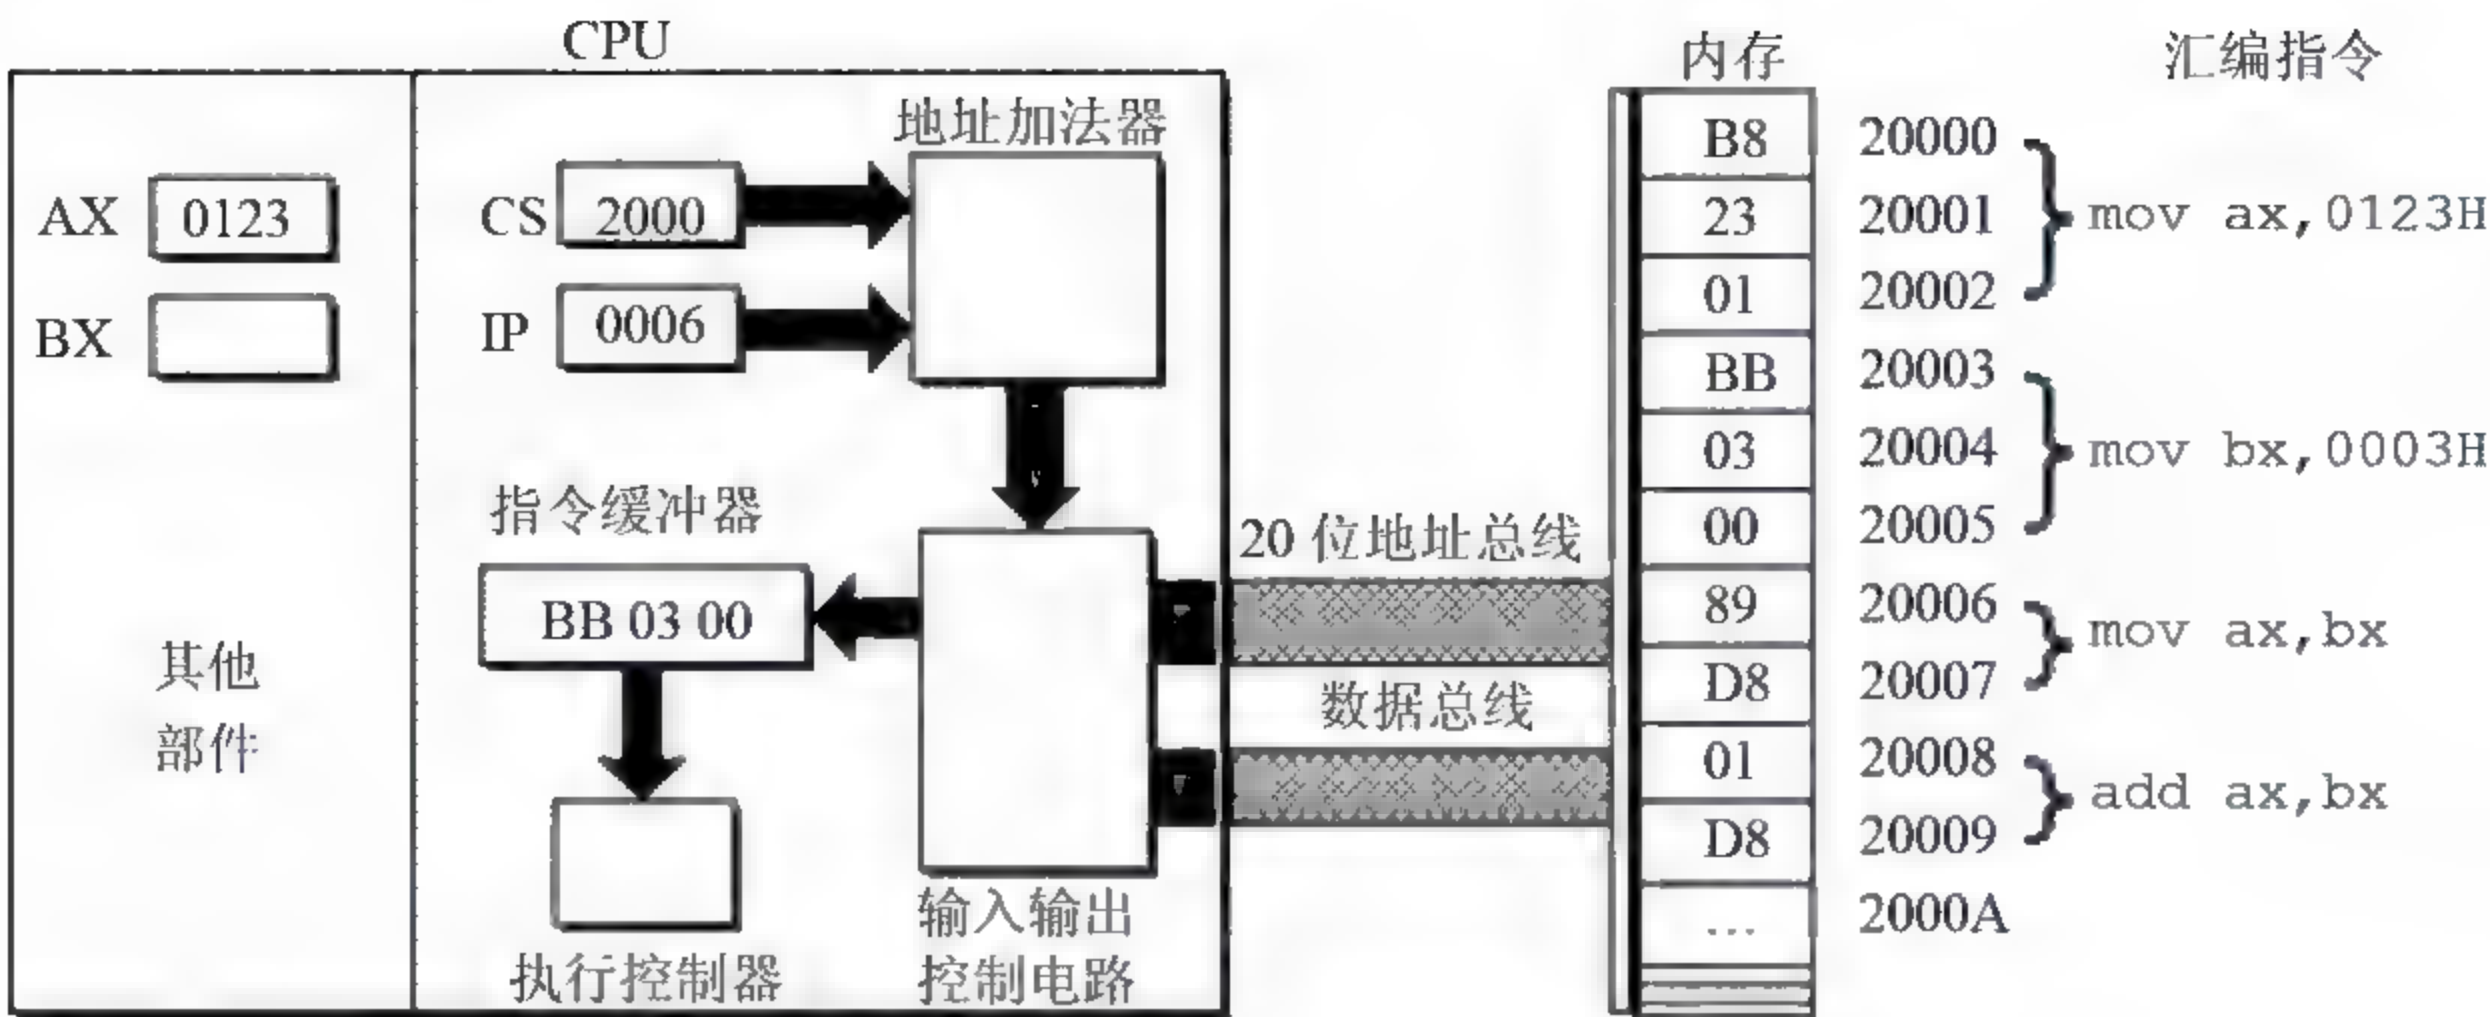 CPU
AX 0123
BX
其他
部件
CS 2000
IP 0006
地址加法器
指令缓冲器
BB 03 00
执行控制器
输入输出
控制电路
20 位地址总线
数据总线
内存 汇编指令
B8 20000
23 20001 mov ax,0123H
01 20002
BB 20003
03 20004 mov bx,0003H
00 20005
89 20006
mov ax,bx
D8 20007
01 20008
add ax,bx
D8 20009
… 2000A